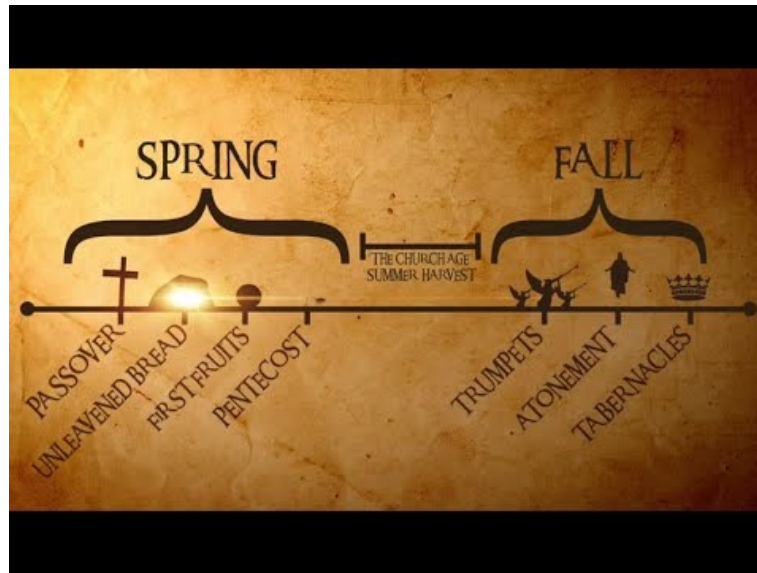 SPRING
FALL
THE CHURCH AGE
SUMMER HARVEST
PASSOVER
UNLEAVENED BREAD
FIRST FRUITS
PENTECOST
TRUMPETS
ATONEMENT
TABERNACLES